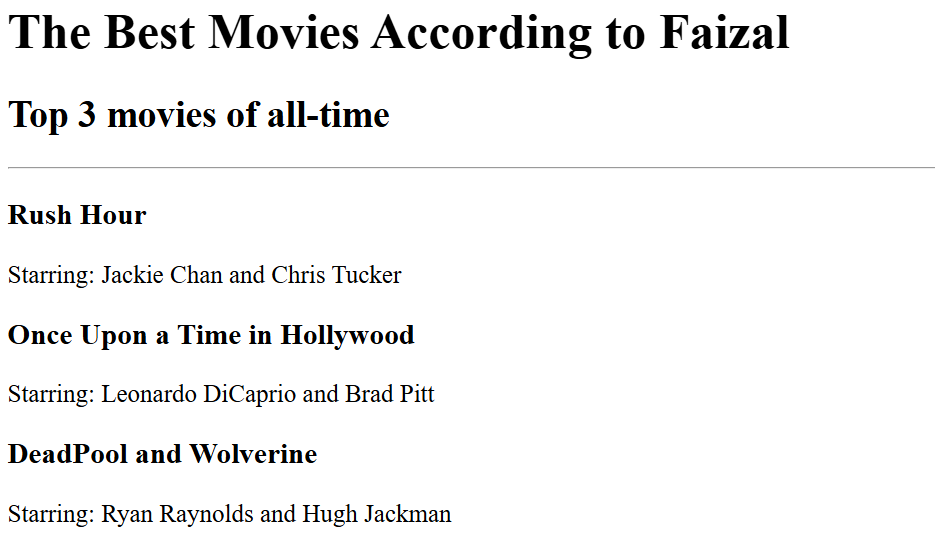 The Best Movies According to Faizal
Top 3 movies of all-time
Rush Hour
Starring: Jackie Chan and Chris Tucker
Once Upon a Time in Hollywood
Starring: Leonardo DiCaprio and Brad Pitt
DeadPool and Wolverine
Starring: Ryan Raynolds and Hugh Jackman